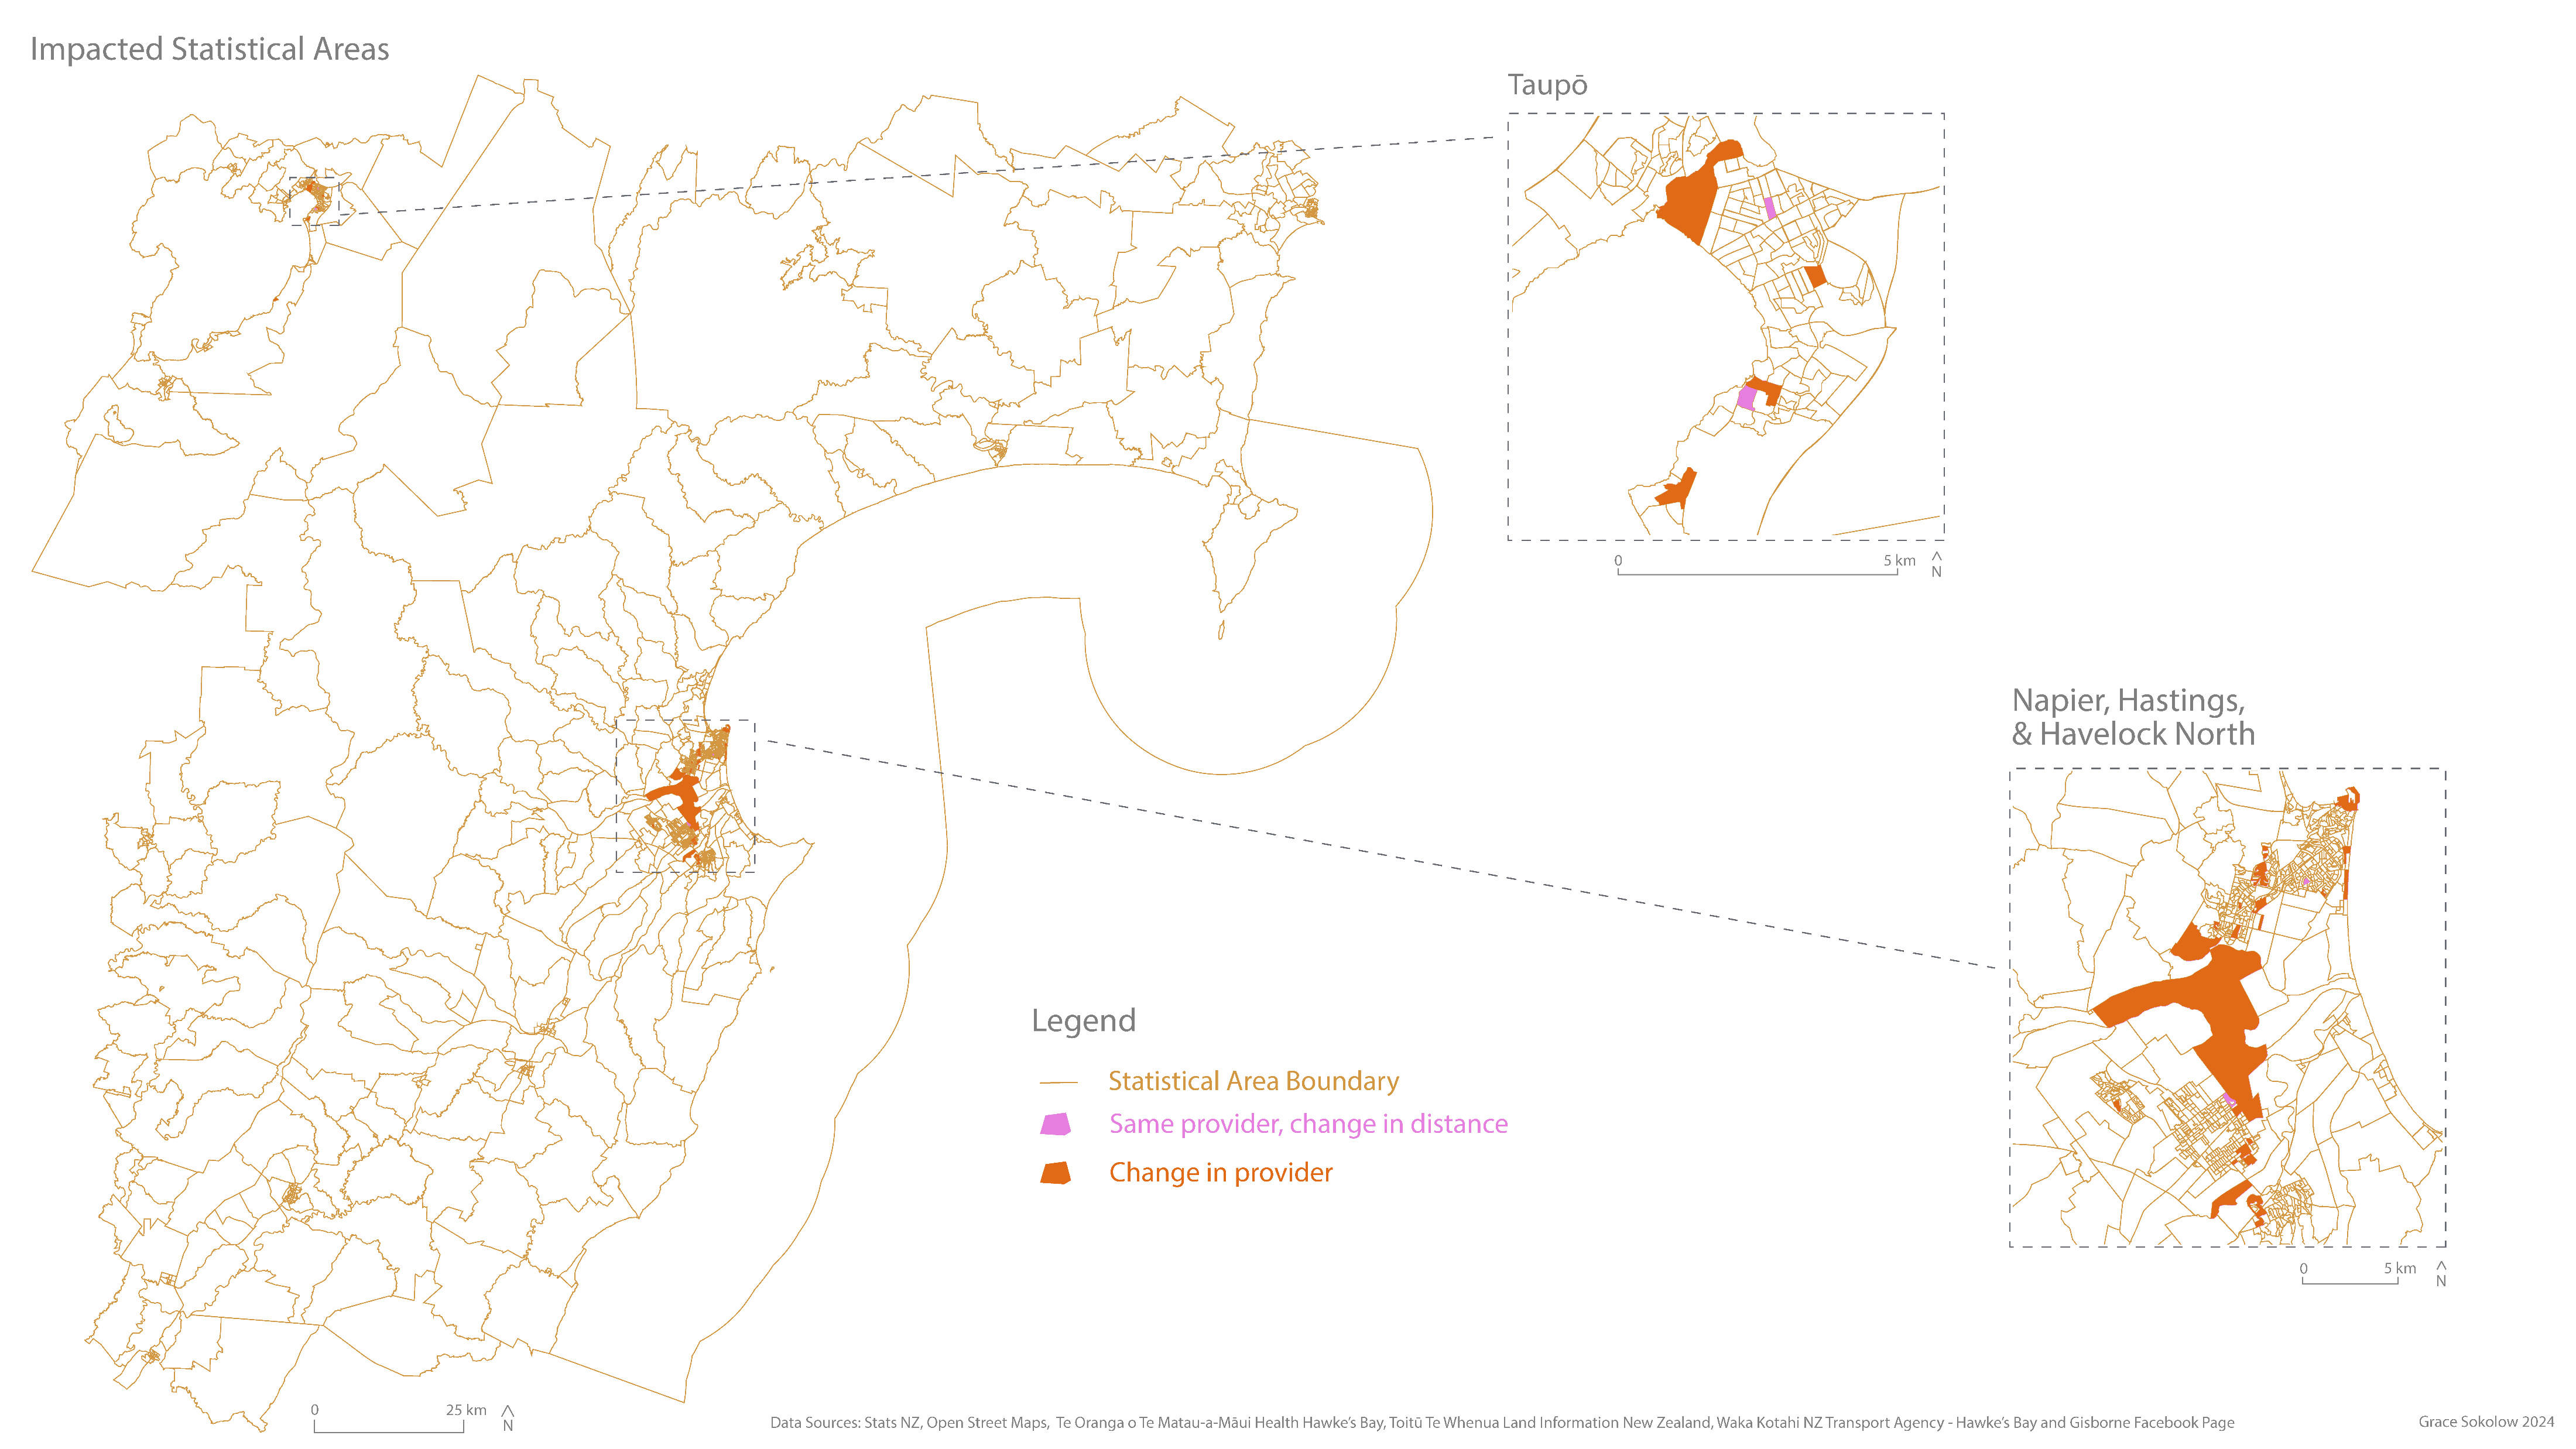 Impacted Statistical Areas
Taupō
0 5 km
^
N
Napier, Hastings,
& Havelock North
0 5 km
^
N
Legend
Statistical Area Boundary
Same provider, change in distance
Change in provider
0 25 km
^
N
Data Sources: Stats NZ, Open Street Maps, Te Oranga o Te Matau-a-Māui Health Hawke's Bay, Toitū Te Whenua Land Information New Zealand, Waka Kotahi NZ Transport Agency - Hawke's Bay and Gisborne Facebook Page
Grace Sokolow 2024